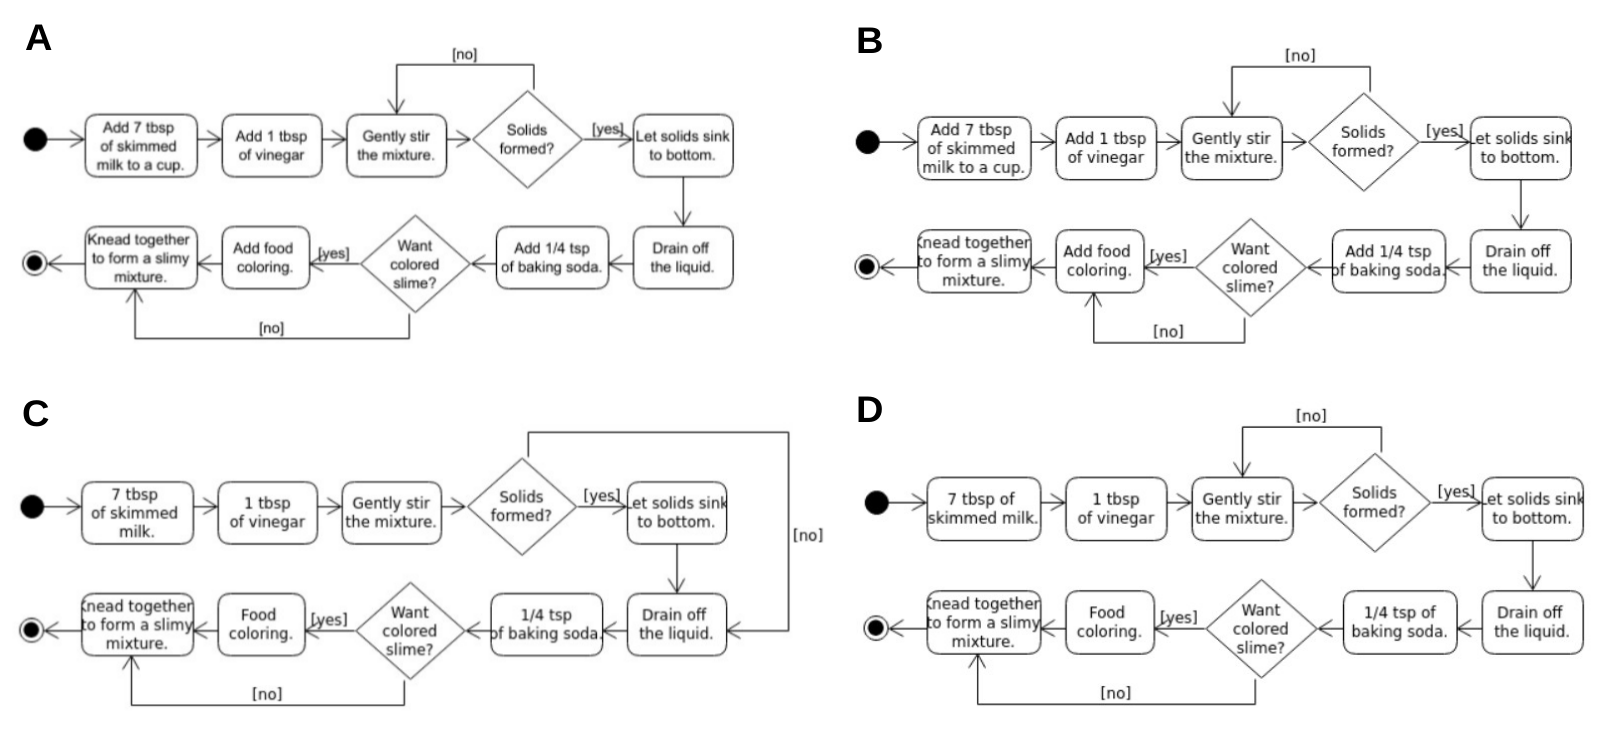 A
[no]
Add 7 tbsp
of skimmed
milk to a cup.
Add 1 tbsp
of vinegar
Gently stir
the mixture.
Solids
formed?
[yes]
Let solids sink
to bottom.
Knead together
to form a slimy
mixture.
Add food
coloring.
[yes]
Want
colored
slime?
Add 1/4 tsp
of baking soda.
Drain off
the liquid.
[no]
B
[no]
Add 7 tbsp
of skimmed
milk to a cup.
Add 1 tbsp
of vinegar
Gently stir
the mixture.
Solids
formed?
[yes]
Let solids sink
to bottom.
Knead together
to form a slimy
mixture.
Add food
coloring.
[yes]
Want
colored
slime?
Add 1/4 tsp
of baking soda.
Drain off
the liquid.
[no]
C
7 tbsp
of skimmed
milk.
1 tbsp
of vinegar
Gently stir
the mixture.
Solids
formed?
[yes]
Let solids sink
to bottom.
[no]
Knead together
to form a slimy
mixture.
Food
coloring.
[yes]
Want
colored
slime?
1/4 tsp
of baking soda.
Drain off
the liquid.
[no]
D
[no]
7 tbsp of
skimmed milk.
1 tbsp
of vinegar
Gently stir
the mixture.
Solids
formed?
[yes]
Let solids sink
to bottom.
Knead together
to form a slimy
mixture.
Food
coloring.
[yes]
Want
colored
slime?
1/4 tsp of
baking soda.
Drain off
the liquid.
[no]